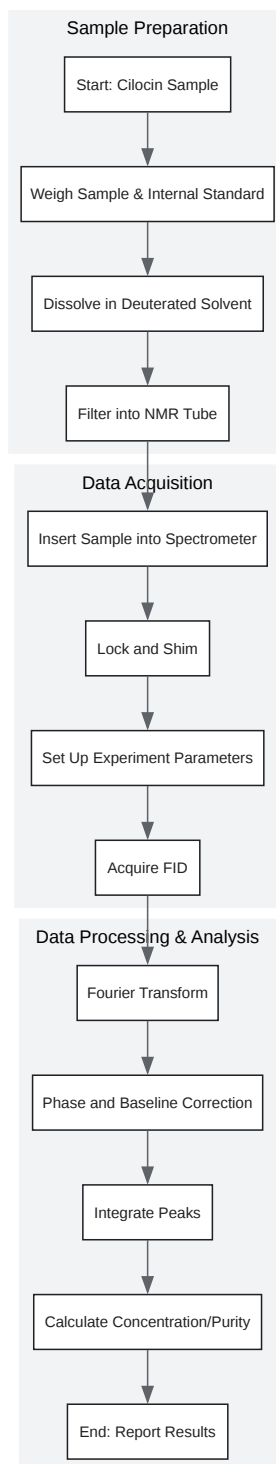 Sample Preparation
Start: Cilocin Sample
Weigh Sample & Internal Standard
Dissolve in Deuterated Solvent
Filter into NMR Tube
Data Acquisition
Insert Sample into Spectrometer
Lock and Shim
Set Up Experiment Parameters
Acquire FID
Data Processing & Analysis
Fourier Transform
Phase and Baseline Correction
Integrate Peaks
Calculate Concentration/Purity
End: Report Results